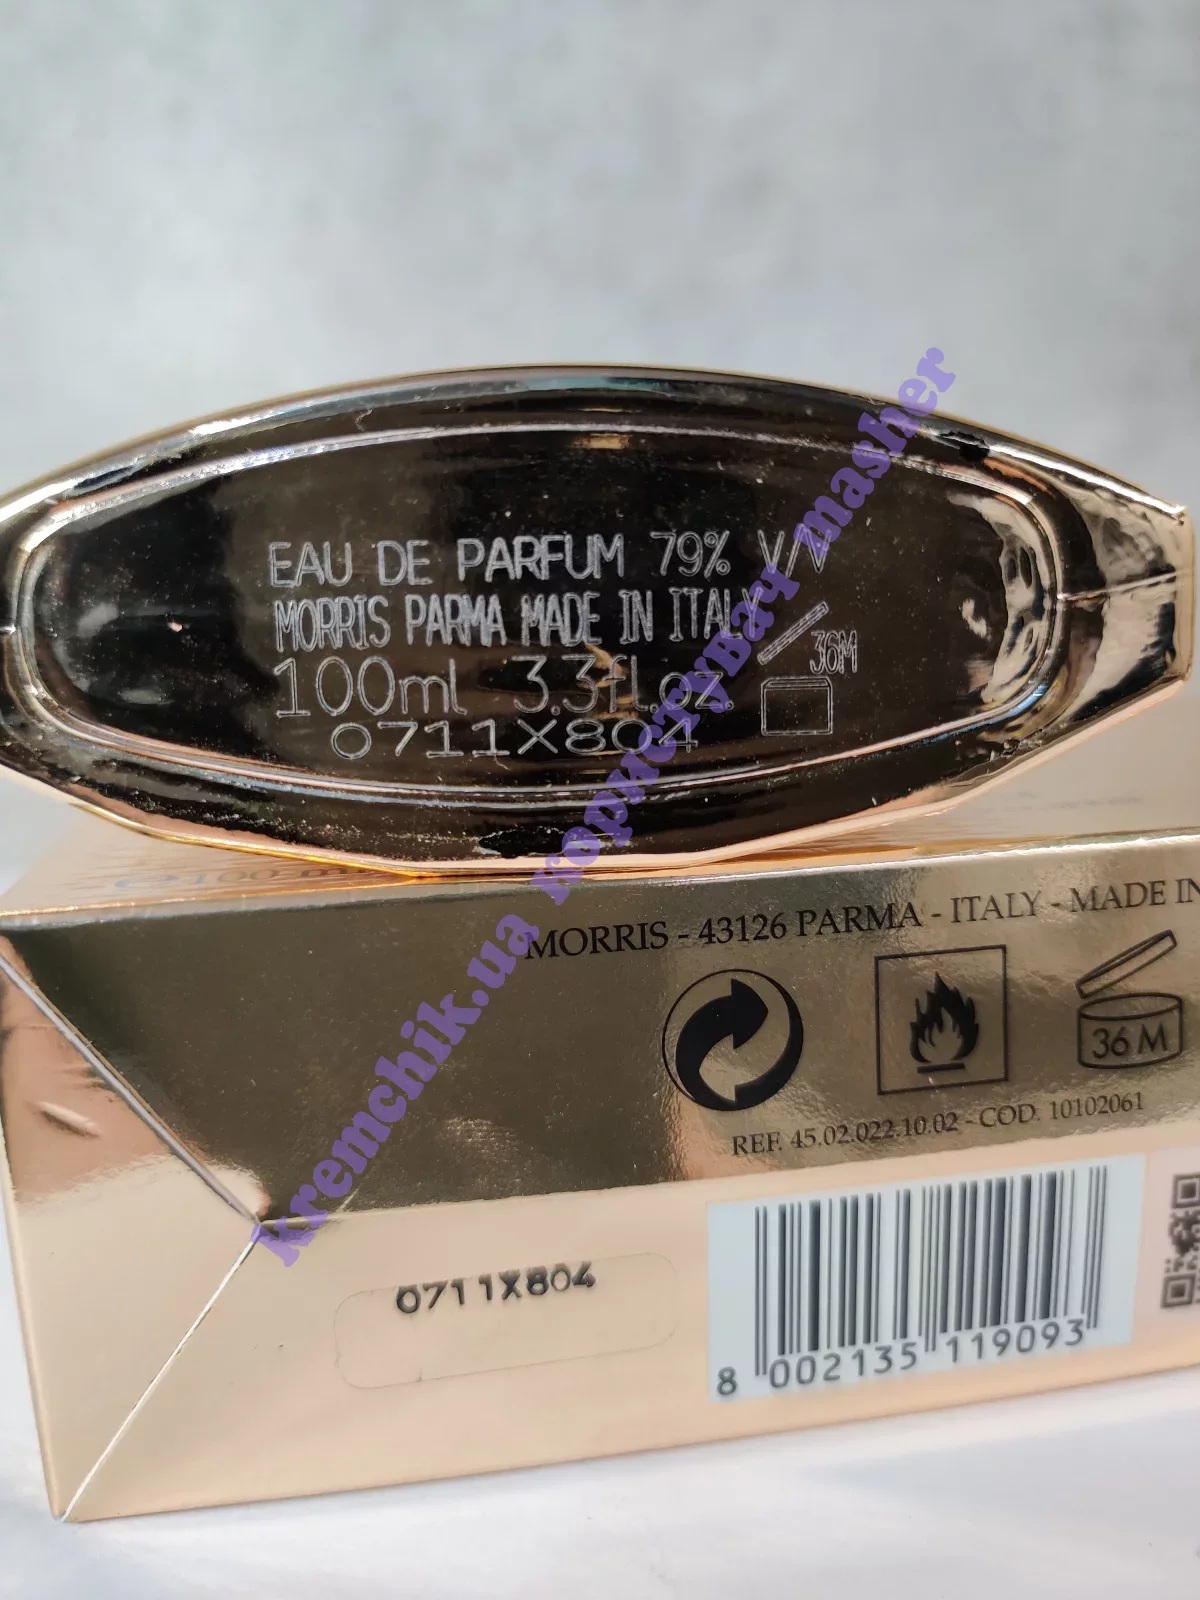 EAU DE PARFUM 79% V/V
MORRIS PARMA MADE IN ITALY
36M
100ml 3.3fl.oz.
0711X804
MORRIS - 43126 PARMA - ITALY - MADE IN
36 M
REF. 45.02.022.10.02 - COD. 10102061
0711X804
8 002135 119093
kremchik.ua користувач zmasher